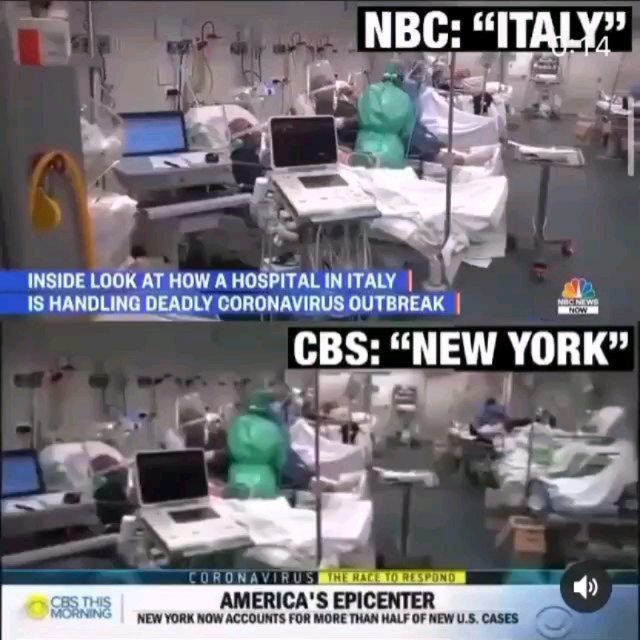 NBC: “ITALY”
0:14
INSIDE LOOK AT HOW A HOSPITAL IN ITALY
IS HANDLING DEADLY CORONAVIRUS OUTBREAK
NBC NEWS
NOW
CBS: “NEW YORK”
CORONAVIRUS THE RACE TO RESPOND
CBS THIS
MORNING
AMERICA'S EPICENTER
NEW YORK NOW ACCOUNTS FOR MORE THAN HALF OF NEW U.S. CASES